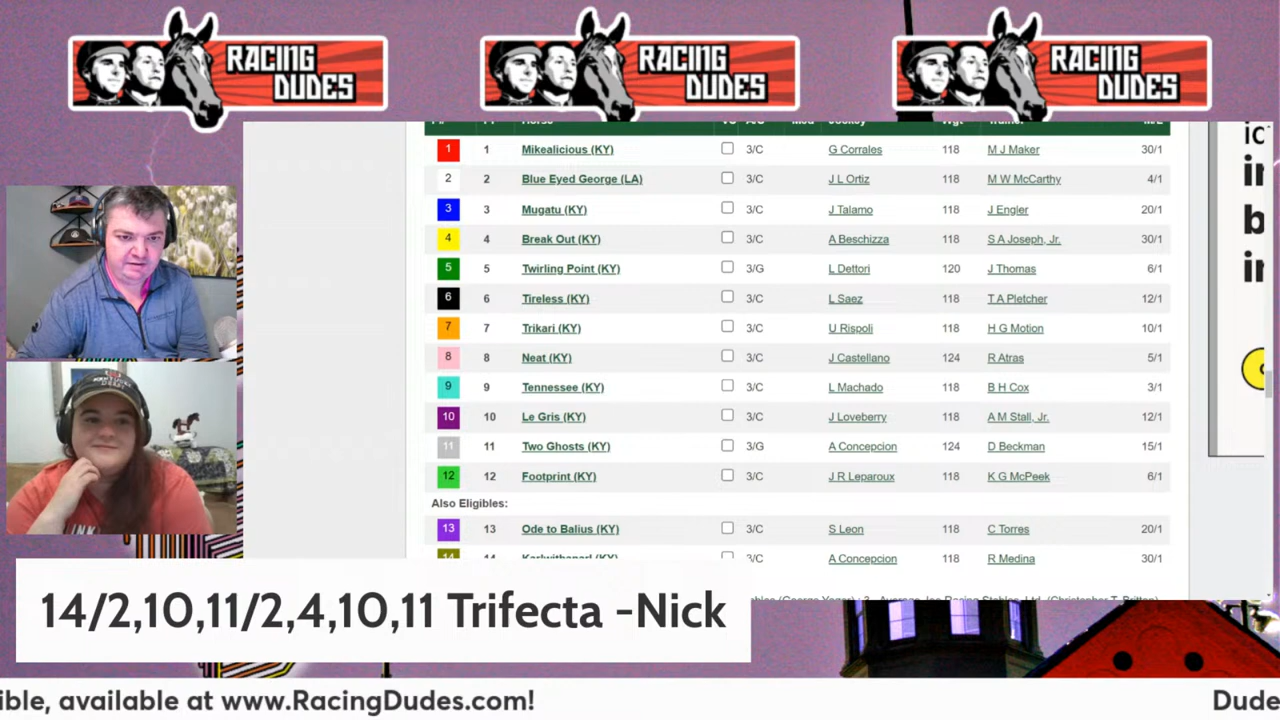 RACING DUDES
RACING DUDES
RACING DUDES
Horse Jockey
1 1 Mikealicious (KY) 3/C G Corrales 118 M J Maker 30/1
2 2 Blue Eyed George (LA) 3/C J L Ortiz 118 M W McCarthy 4/1
3 3 Mugatu (KY) 3/C J Talamo 118 J Engler 20/1
4 4 Break Out (KY) 3/C A Beschizza 118 S A Joseph, Jr. 30/1
5 5 Twirling Point (KY) 3/G L Dettori 120 J Thomas 6/1
6 6 Tireless (KY) 3/C L Saez 118 T A Pletcher 12/1
7 7 Trikari (KY) 3/C U Rispoli 118 H G Motion 10/1
8 8 Neat (KY) 3/C J Castellano 124 R Atras 5/1
9 9 Tennessee (KY) 3/C L Machado 118 B H Cox 3/1
10 10 Le Gris (KY) 3/C J Loveberry 118 A M Stall, Jr. 12/1
11 11 Two Ghosts (KY) 3/G A Concepcion 124 D Beckman 15/1
12 12 Footprint (KY) 3/C J R Leparoux 118 K G McPeek 6/1
Also Eligibles:
13 13 Ode to Balius (KY) 3/C S Leon 118 C Torres 20/1
14 14 3/C A Concepcion 118 R Medina 30/1
14/2,10,11/2,4,10,11 Trifecta -Nick
ible, available at www.RacingDudes.com!
Dude